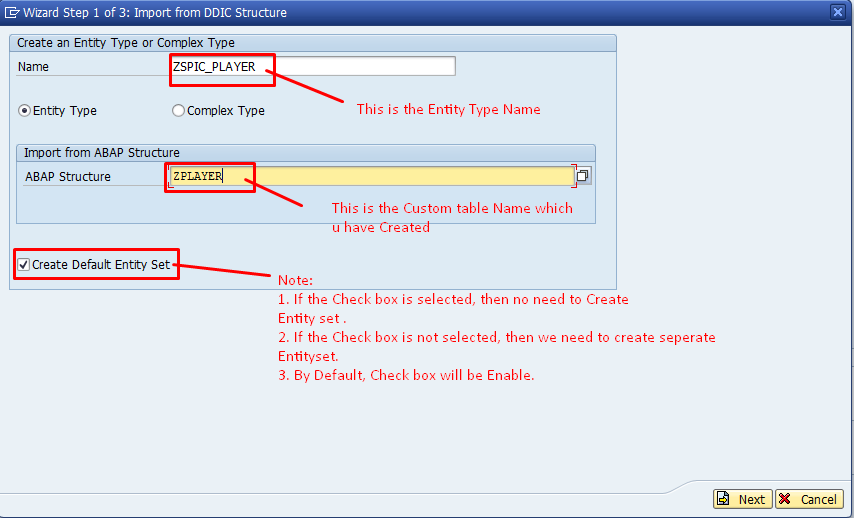 Wizard Step 1 of 3: Import from DDIC Structure
Create an Entity Type or Complex Type
Name
ZSPIC_PLAYER
This is the Entity Type Name
Entity Type
Complex Type
Import from ABAP Structure
ABAP Structure
ZPLAYER
This is the Custom table Name which
u have Created
Create Default Entity Set
Note:
1. If the Check box is selected, then no need to Create
Entity set .
2. If the Check box is not selected, then we need to create seperate
Entityset.
3. By Default, Check box will be Enable.
Next
Cancel